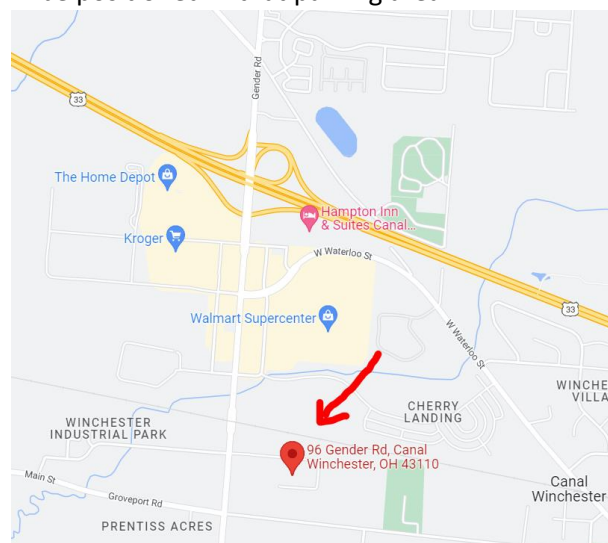 Gender Rd
33
The Home Depot
Hampton Inn
& Suites Canal...
Kroger
W Waterloo St
Walmart Supercenter
33
W Waterloo St
WINCHE
VILLA
CHERRY
LANDING
WINCHESTER
INDUSTRIAL PARK
96 Gender Rd, Canal
Winchester, OH 43110
Main St
Groveport Rd
Canal
Winchester
PRENTISS ACRES